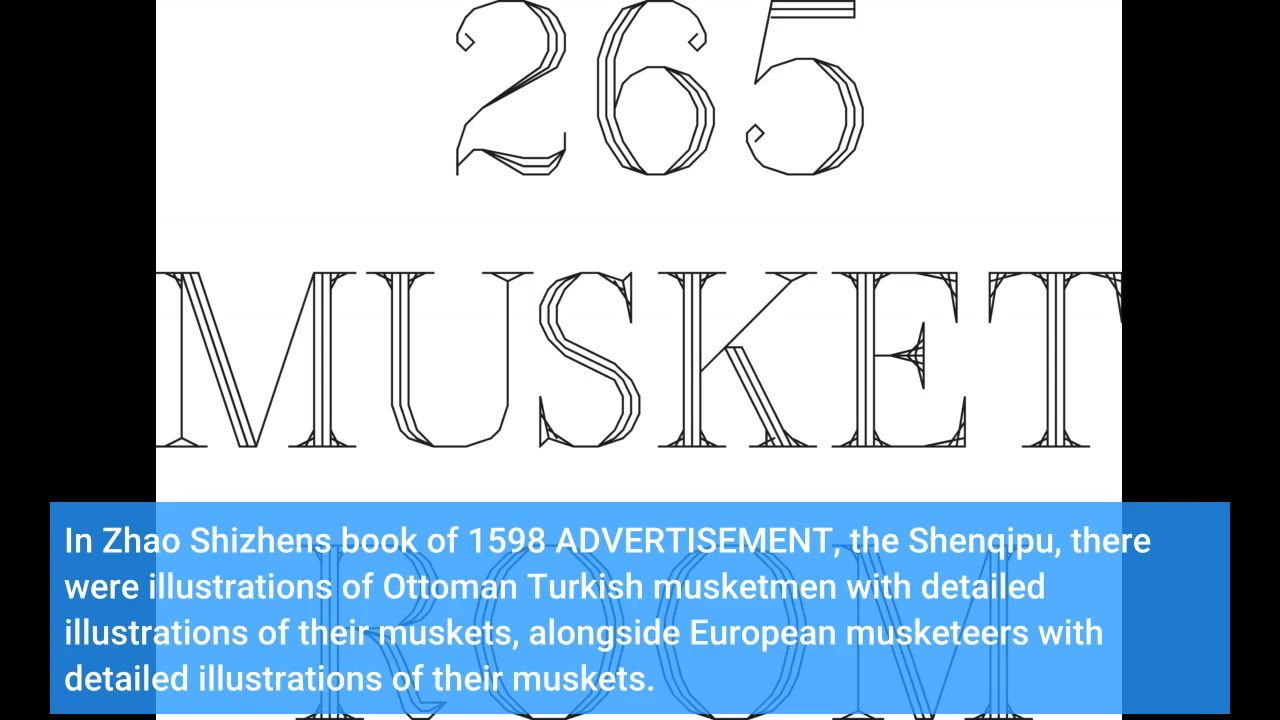 265
MUSKET
ROOM
In Zhao Shizhens book of 1598 ADVERTISEMENT, the Shenqipu, there
were illustrations of Ottoman Turkish musketmen with detailed
illustrations of their muskets, alongside European musketeers with
detailed illustrations of their muskets.